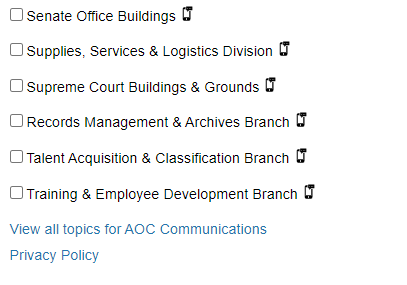 Senate Office Buildings
Supplies, Services & Logistics Division
Supreme Court Buildings & Grounds
Records Management & Archives Branch
Talent Acquisition & Classification Branch
Training & Employee Development Branch
View all topics for AOC Communications
Privacy Policy